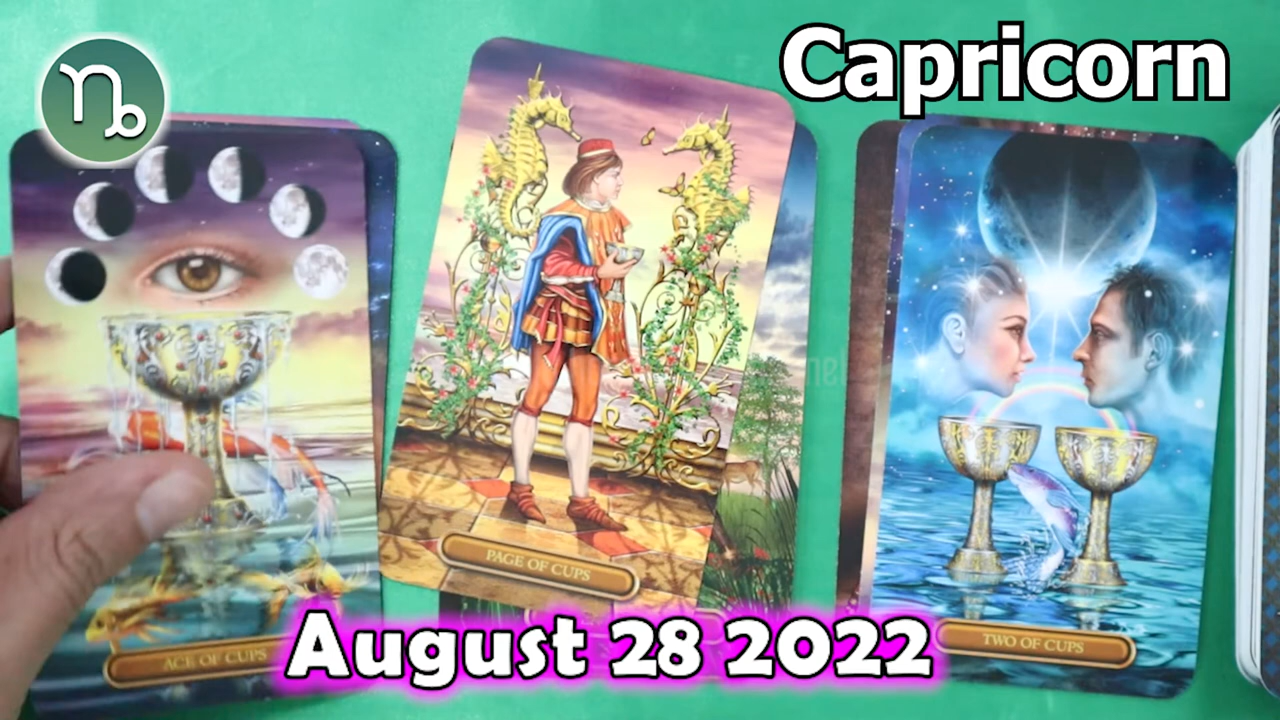 Capricorn
PAGE OF CUPS
ACE OF CUPS
TWO OF CUPS
August 28 2022